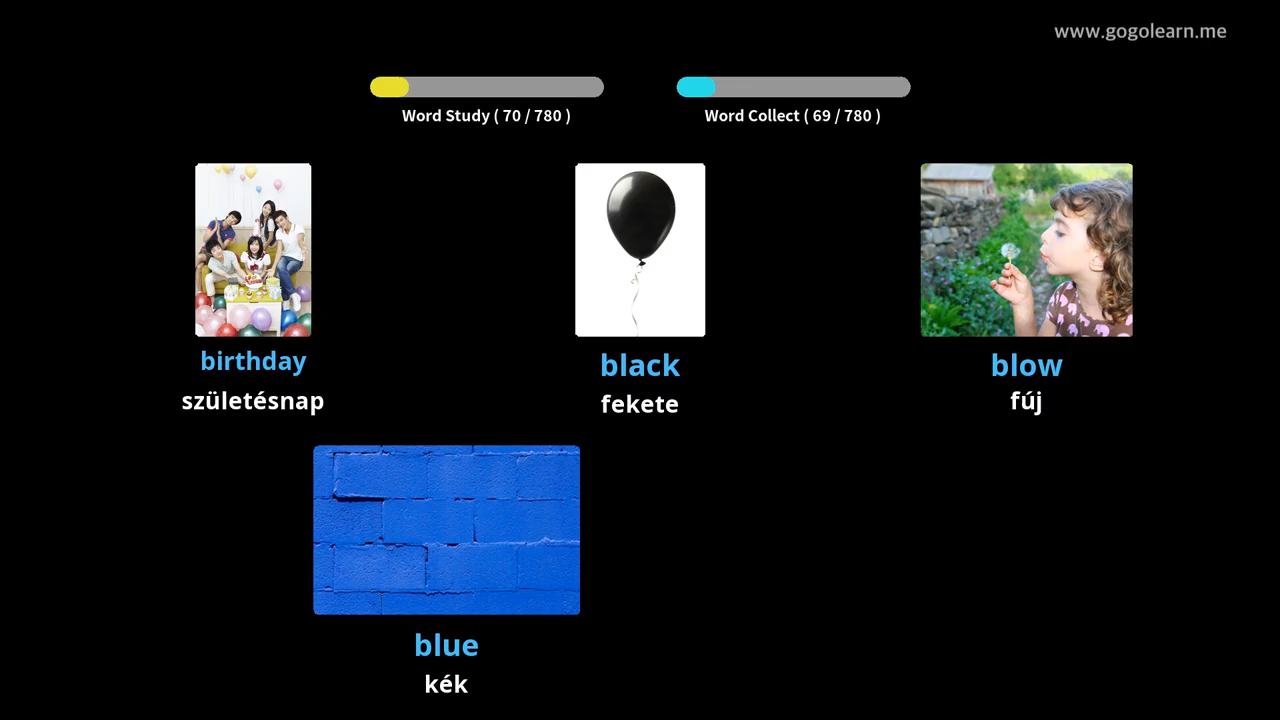 www.gogolearn.me
Word Study ( 70 / 780 )
Word Collect ( 69 / 780 )
birthday
születésnap
black
fekete
blow
fúj
blue
kék